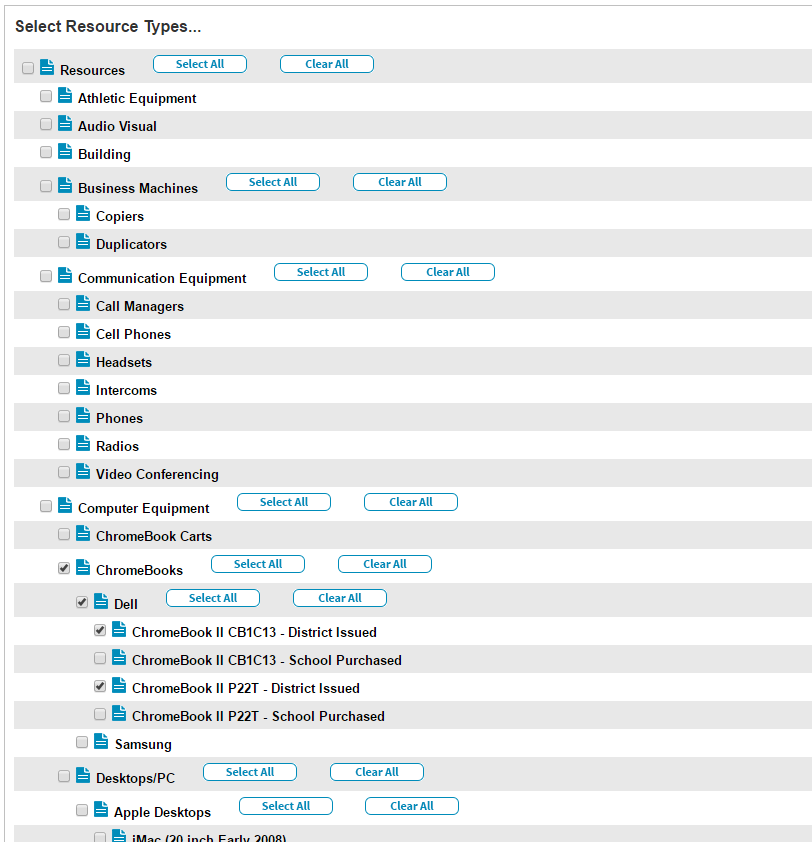 Select Resource Types...
Resources Select All Clear All
Athletic Equipment
Audio Visual
Building
Business Machines Select All Clear All
Copiers
Duplicators
Communication Equipment Select All Clear All
Call Managers
Cell Phones
Headsets
Intercoms
Phones
Radios
Video Conferencing
Computer Equipment Select All Clear All
ChromeBook Carts
ChromeBooks Select All Clear All
Dell Select All Clear All
ChromeBook II CB1C13 - District Issued
ChromeBook II CB1C13 - School Purchased
ChromeBook II P22T - District Issued
ChromeBook II P22T - School Purchased
Samsung
Desktops/PC Select All Clear All
Apple Desktops Select All Clear All
iMac (20 inch Early 2008)